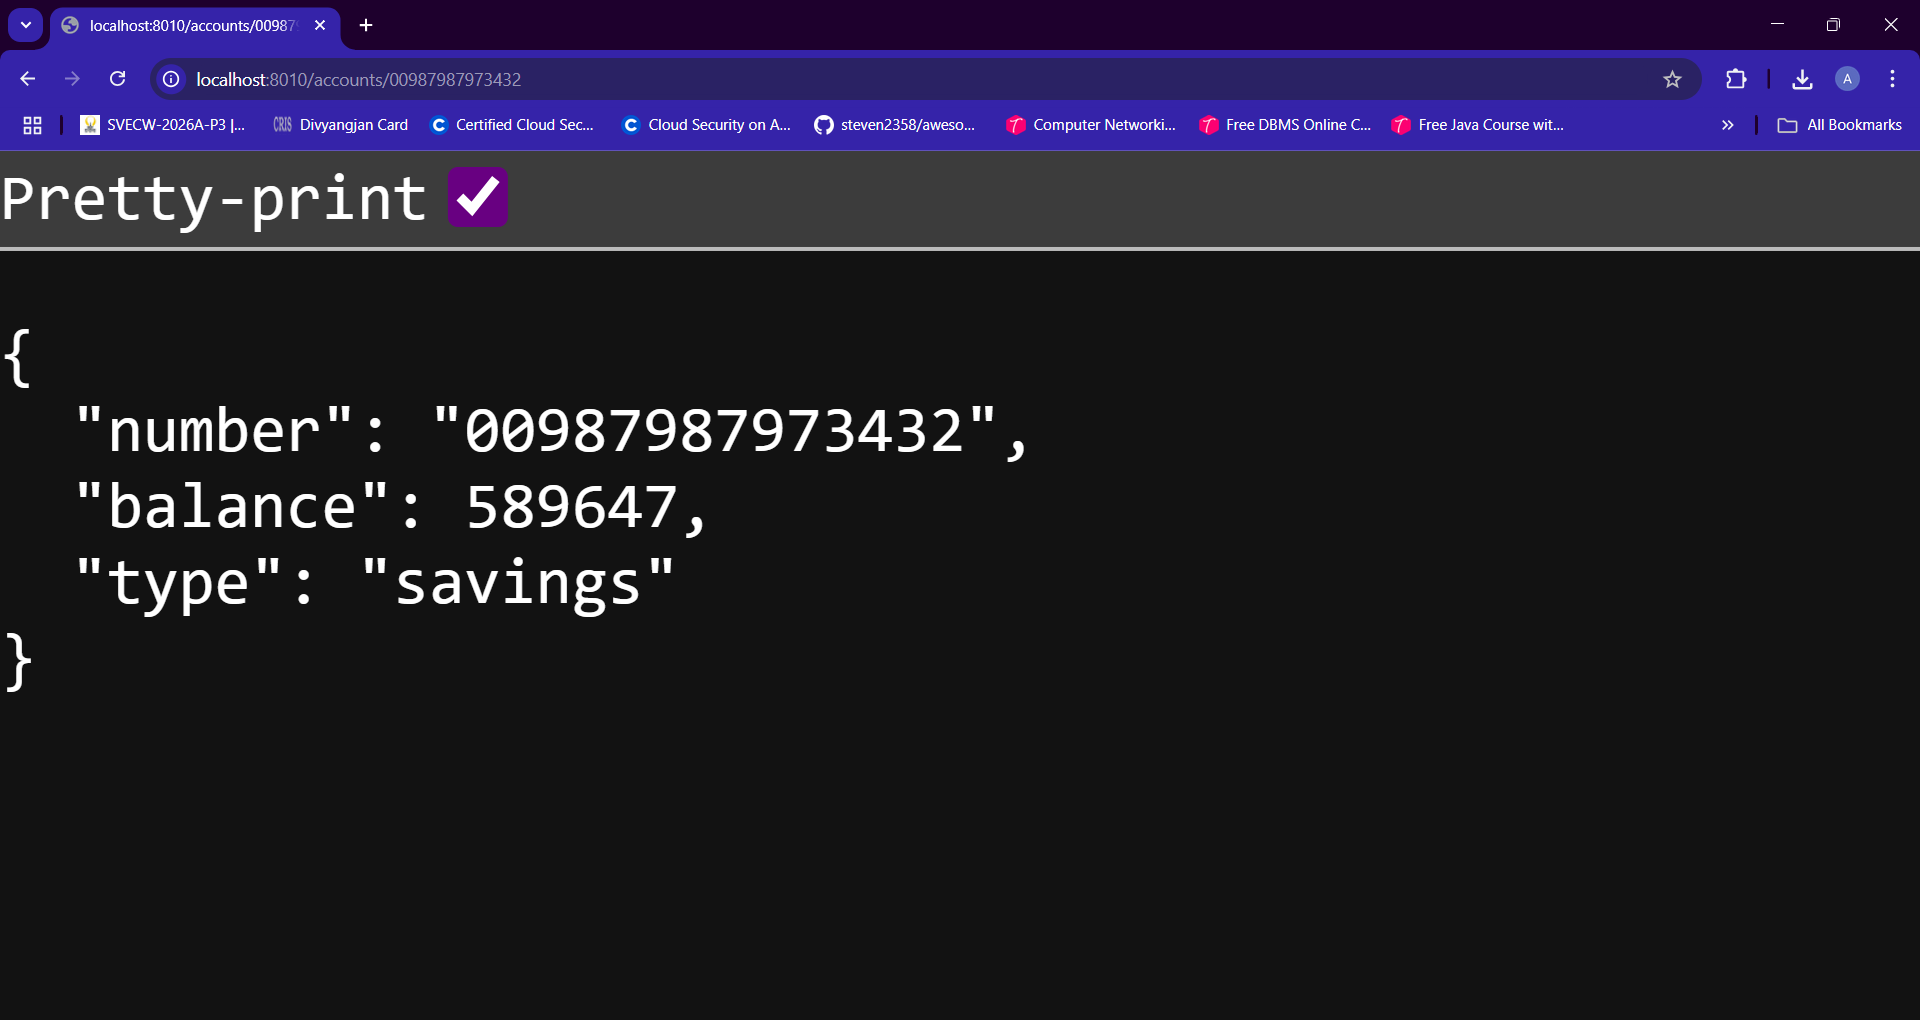 localhost:8010/accounts/00987
localhost:8010/accounts/00987987973432
A
SVECW-2026A-P3 |...
CRIS Divyangjan Card
C Certified Cloud Sec...
C Cloud Security on A...
steven2358/aweso...
Computer Networki...
Free DBMS Online C...
Free Java Course wit...
All Bookmarks
Pretty-print
{
"number": "00987987973432",
"balance": 589647,
"type": "savings"
}